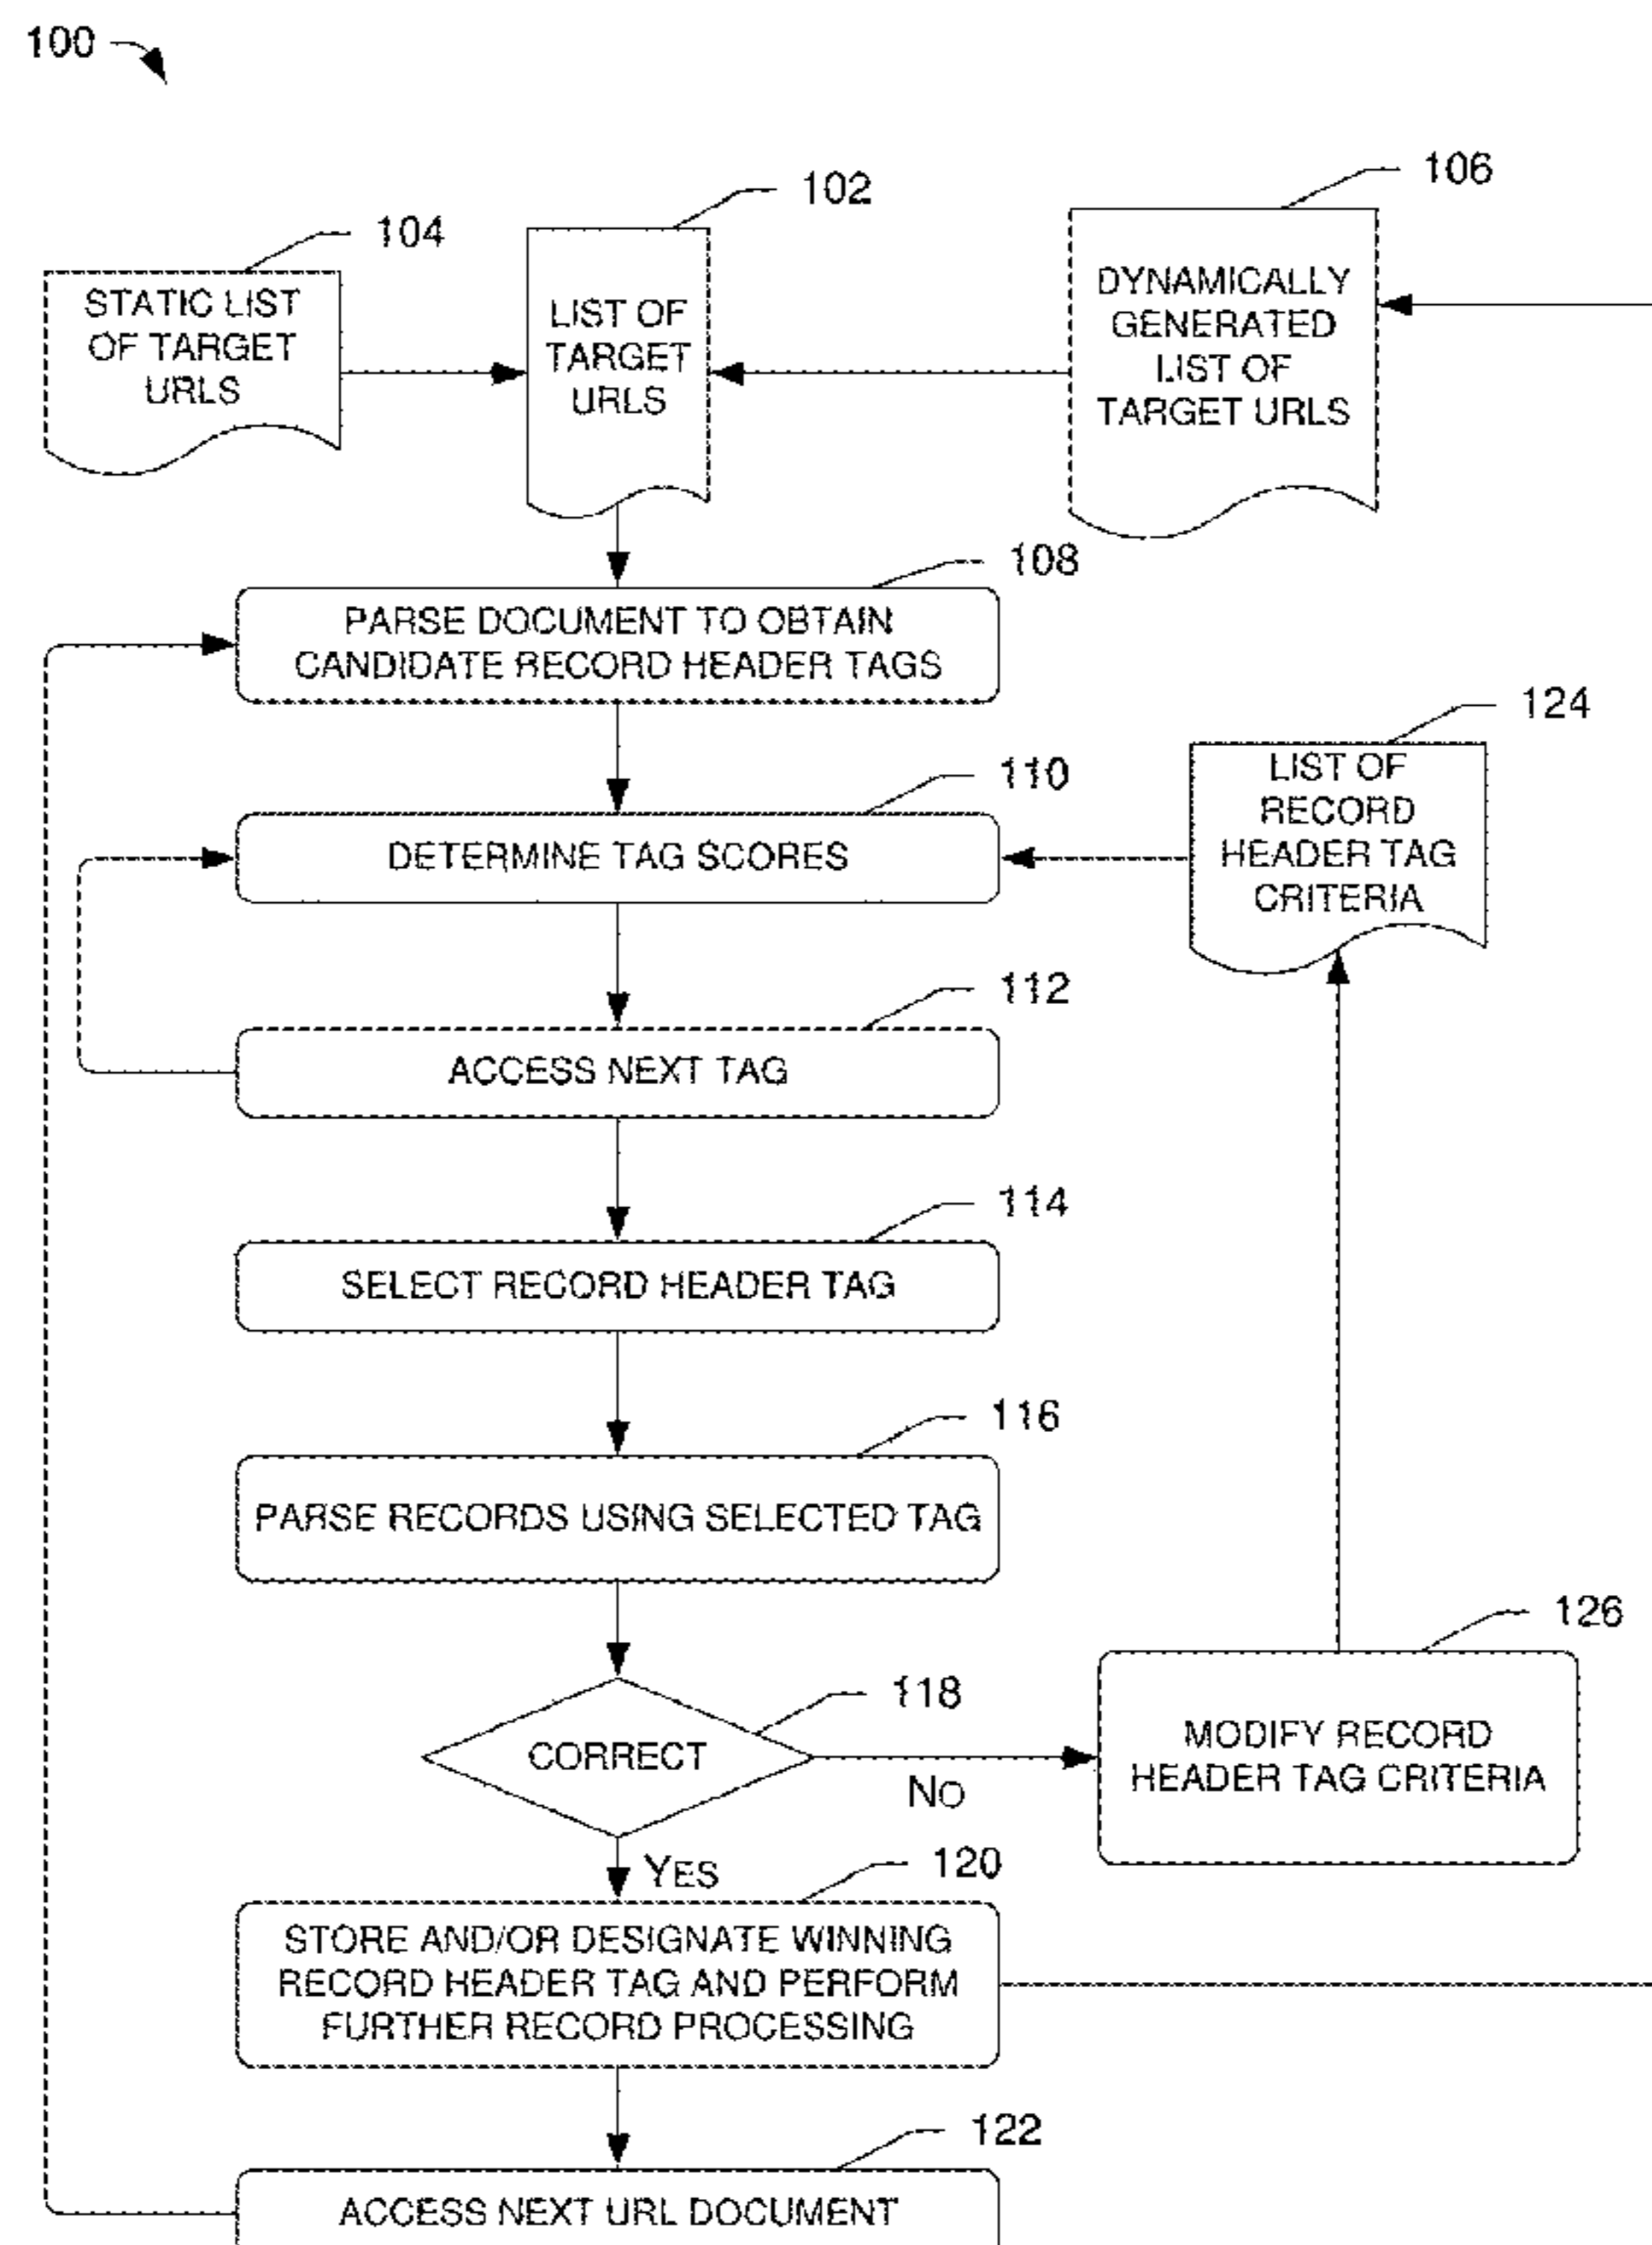 100
102
106
104
STATIC LIST
OF TARGET
URLS
LIST OF
TARGET
URLS
DYNAMICALLY
GENERATED
LIST OF
TARGET URLS
108
PARSE DOCUMENT TO OBTAIN
CANDIDATE RECORD HEADER TAGS
124
LIST OF
RECORD
HEADER TAG
CRITERIA
110
DETERMINE TAG SCORES
112
ACCESS NEXT TAG
114
SELECT RECORD HEADER TAG
116
PARSE RECORDS USING SELECTED TAG
126
MODIFY RECORD
HEADER TAG CRITERIA
118
CORRECT
NO
YES
120
STORE AND/OR DESIGNATE WINNING
RECORD HEADER TAG AND PERFORM
FURTHER RECORD PROCESSING
122
ACCESS NEXT URL DOCUMENT